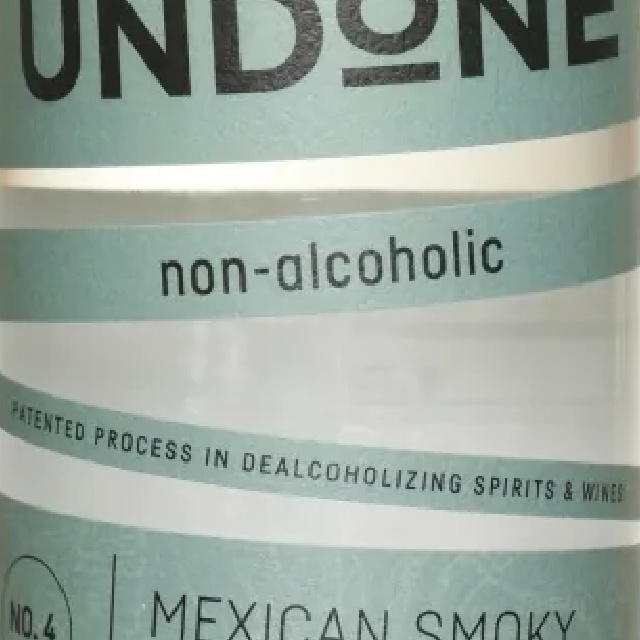 UNDONE
non-alcoholic
PATENTED PROCESS IN DEALCOHOLIZING SPIRITS & WINES
NO. 4
MEXICAN SMOKY